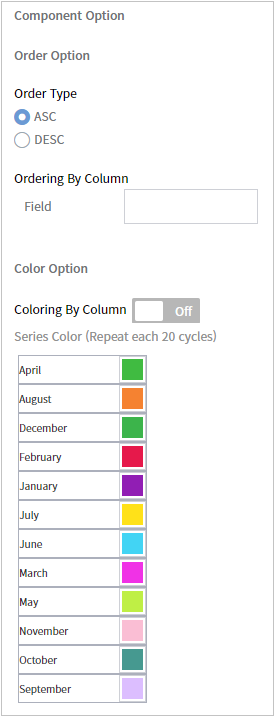 Component Option
Order Option
Order Type
ASC
DESC
Ordering By Column
Field
Color Option
Coloring By Column Off
Series Color (Repeat each 20 cycles)
April
August
December
February
January
July
June
March
May
November
October
September